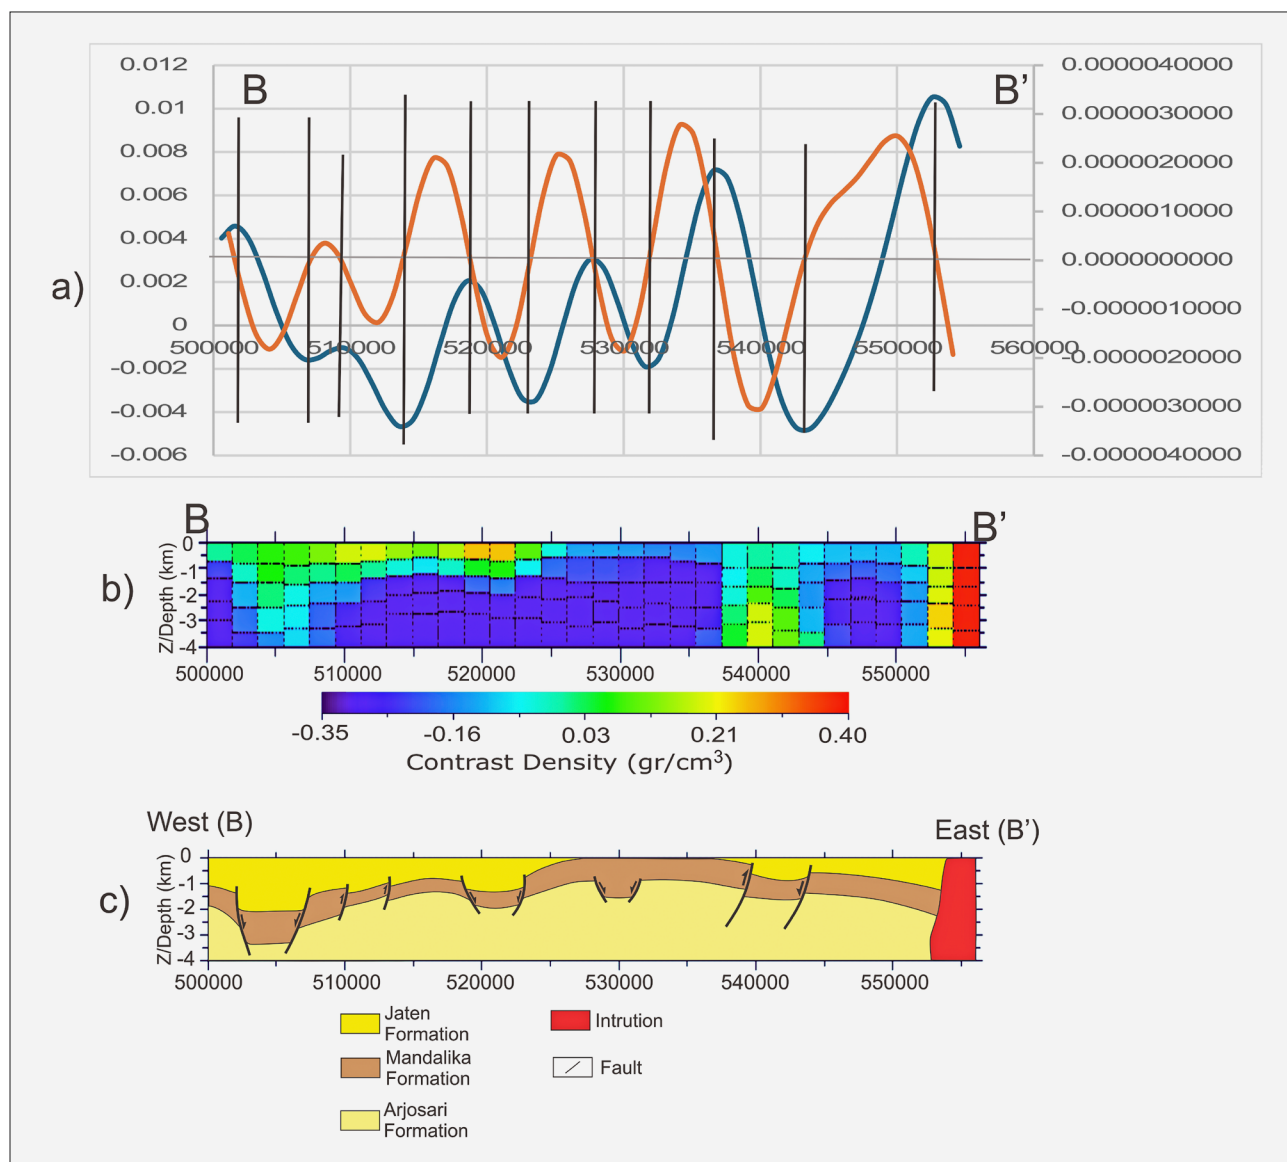 0.012
0.01
0.008
0.006
0.004
0.002
0
-0.002
-0.004
-0.006
B
B’
0.0000040000
0.0000030000
0.0000020000
0.0000010000
0.0000000000
-0.0000010000
-0.0000020000
-0.0000030000
-0.0000040000
500000 510000 520000 530000 540000 550000 560000
a)
B
B’
b)
Z/Depth (km)
0
-1
-2
-3
-4
500000 510000 520000 530000 540000 550000
-0.35 -0.16 0.03 0.21 0.40
Contrast Density (gr/cm³)
West (B)
East (B’)
c)
Z/Depth (km)
0
-1
-2
-3
-4
500000 510000 520000 530000 540000 550000
Jaten
Formation
Mandalika
Formation
Arjosari
Formation
Intrution
Fault